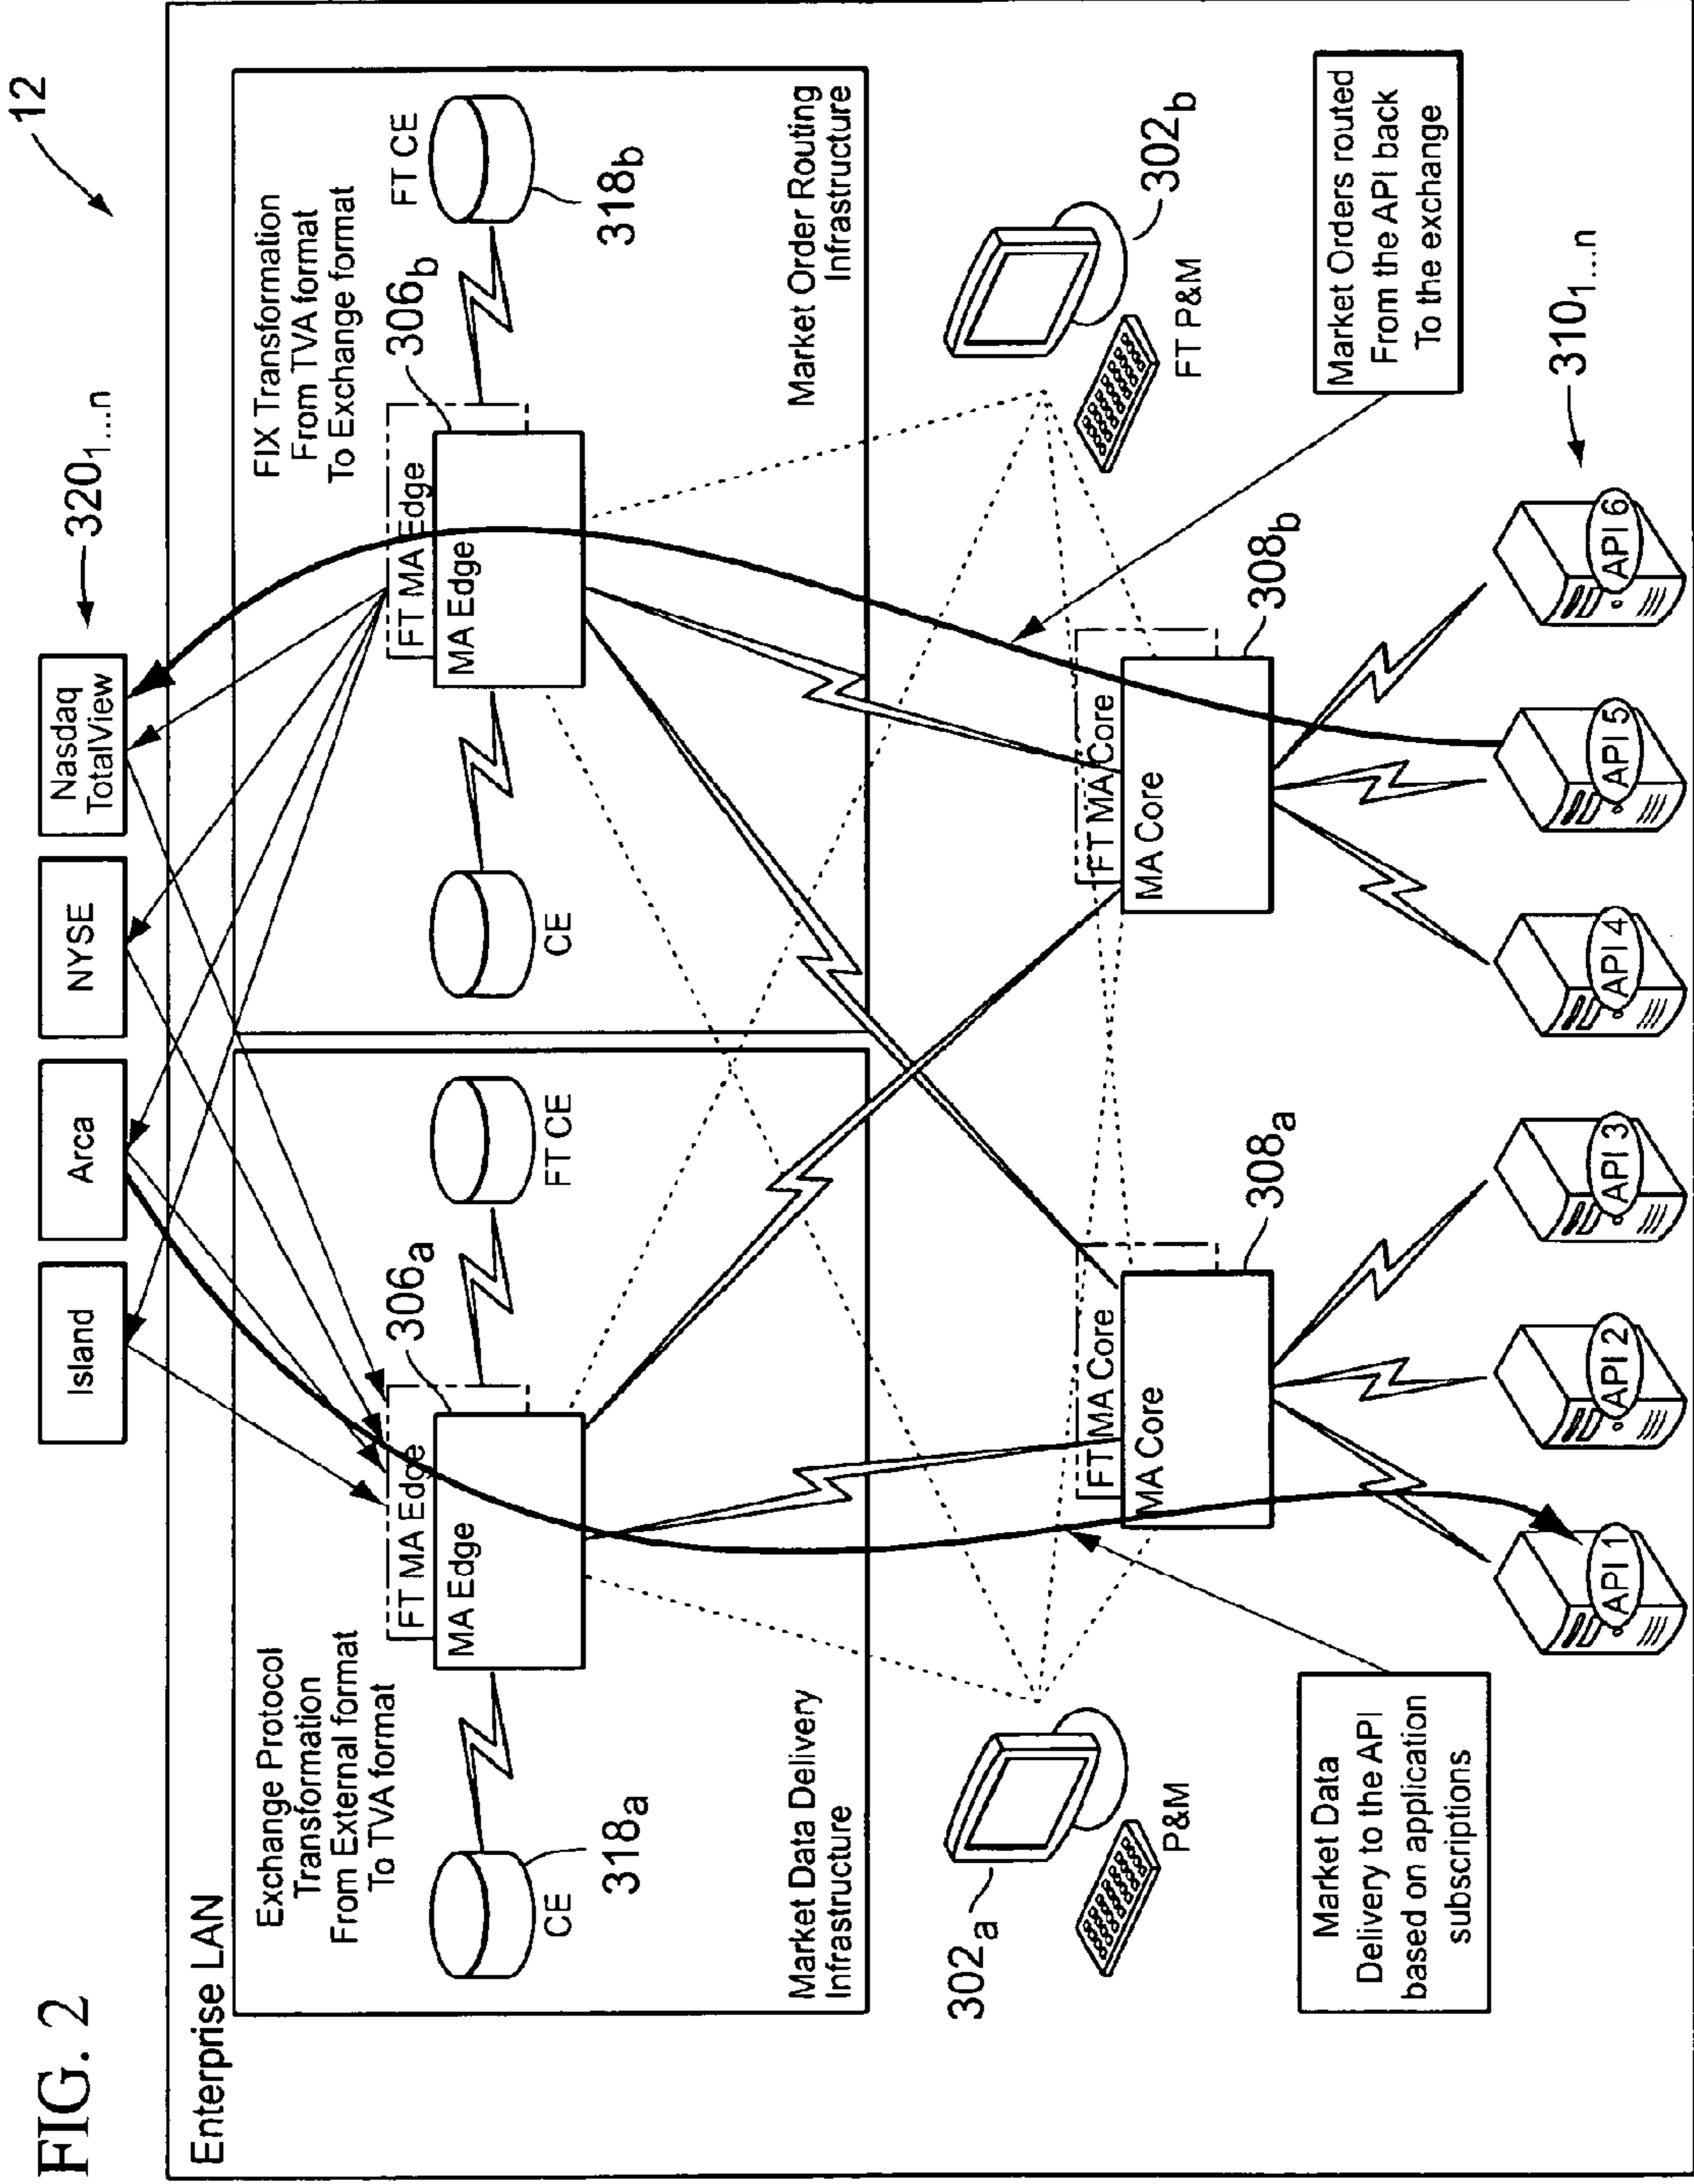 FIG. 2
12
320₁...n
Island
Arca
NYSE
Nasdaq
TotalView
Enterprise LAN
Exchange Protocol
Transformation
From External format
To TVA format
FIX Transformation
From TVA format
To Exchange format
306a
306b
FT MA Edge
MA Edge
FT MA Edge
MA Edge
CE
318a
FT CE
CE
FT CE
318b
Market Data Delivery
Infrastructure
Market Order Routing
Infrastructure
302a
P&M
302b
FT P&M
FT MA Core
MA Core
308a
FT MA Core
MA Core
308b
Market Data
Delivery to the API
based on application
subscriptions
Market Orders routed
From the API back
To the exchange
310₁...n
API 1
API 2
API 3
API 4
API 5
API 6